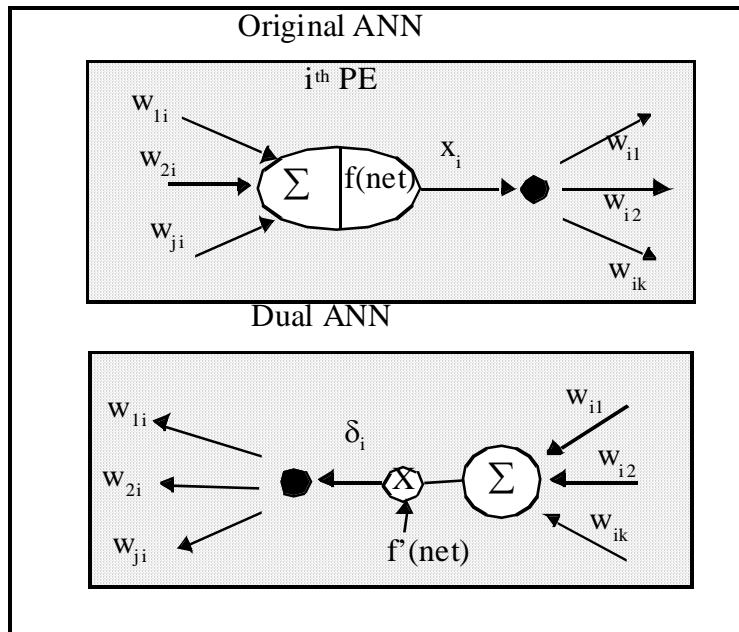 Original ANN
iᵗʰ PE
w₁ᵢ
w₂ᵢ
wⱼᵢ
Σ f(net)
xᵢ
wᵢ₁
wᵢ₂
wᵢₖ
Dual ANN
w₁ᵢ
w₂ᵢ
wⱼᵢ
δᵢ
X
Σ
f'(net)
wᵢ₁
wᵢ₂
wᵢₖ